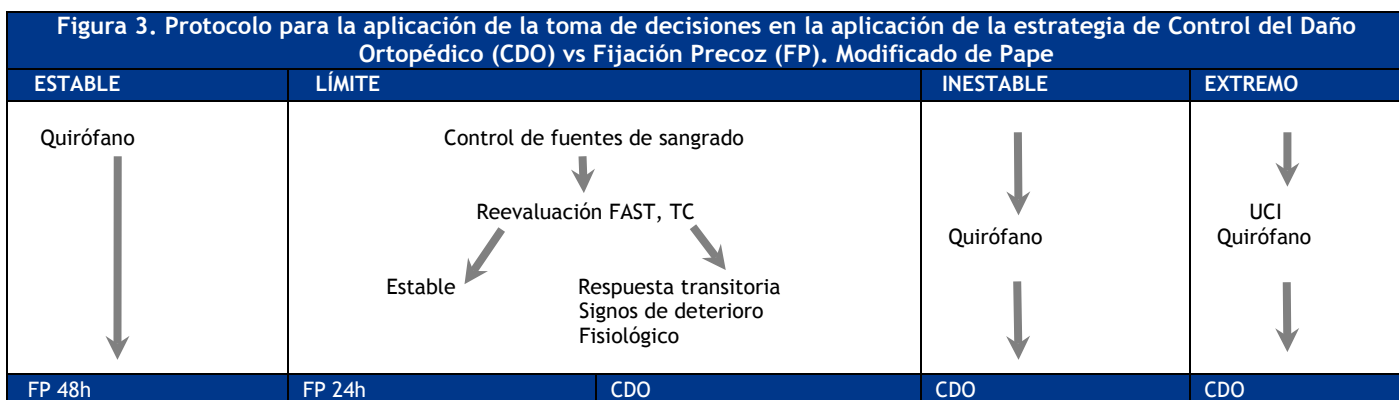 Figura 3. Protocolo para la aplicación de la toma de decisiones en la aplicación de la estrategia de Control del Daño
Ortopédico (CDO) vs Fijación Precoz (FP). Modificado de Pape
ESTABLE
LÍMITE
INESTABLE
EXTREMO
Quirófano
Control de fuentes de sangrado
Reevaluación FAST, TC
Estable
Respuesta transitoria
Signos de deterioro
Fisiológico
Quirófano
UCI
Quirófano
FP 48h
FP 24h
CDO
CDO
CDO